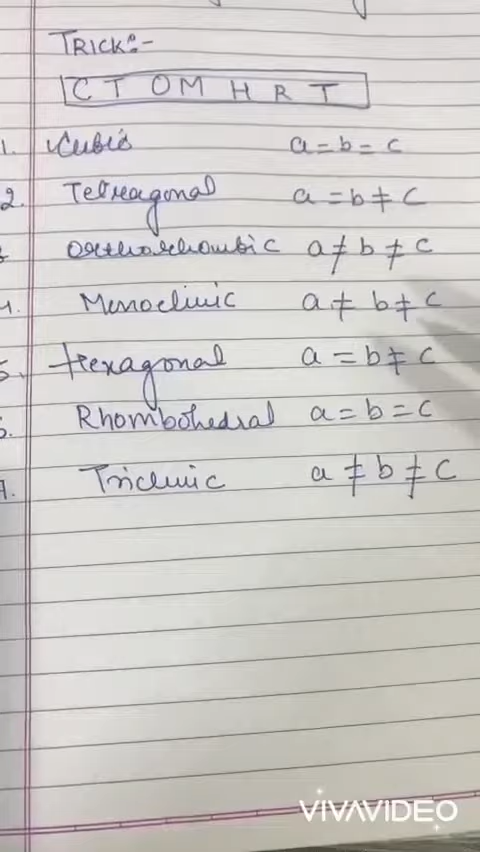 TRICK:-
C T O M H R T
1. Cubic a = b = c
2. Tetragonal a = b ≠ c
3 Orthorhombic a ≠ b ≠ c
4. Monoclinic a ≠ b ≠ c
5. Hexagonal a = b ≠ c
6. Rhombohedral a = b = c
7. Triclinic a ≠ b ≠ c
VIVAVIDEO